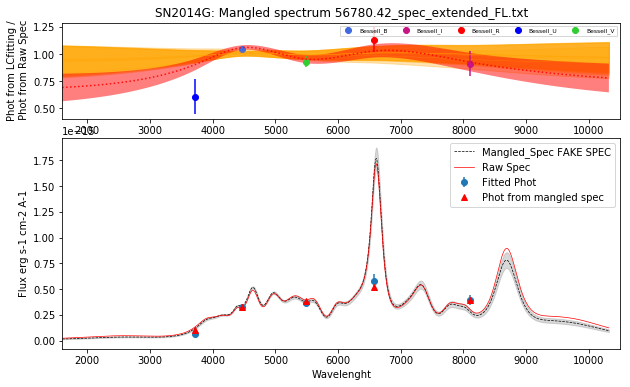 SN2014G: Mangled spectrum 56780.42_spec_extended_FL.txt
Phot from LCfitting /
Phot from Raw Spec
1.25
1.00
0.75
0.50
Bessell_B
Bessell_I
Bessell_R
Bessell_U
Bessell_V
2000 3000 4000 5000 6000 7000 8000 9000 10000
1e−15
Flux erg s-1 cm-2 A-1
1.75
1.50
1.25
1.00
0.75
0.50
0.25
0.00
Mangled_Spec FAKE SPEC
Raw Spec
Fitted Phot
Phot from mangled spec
2000 3000 4000 5000 6000 7000 8000 9000 10000
Wavelenght